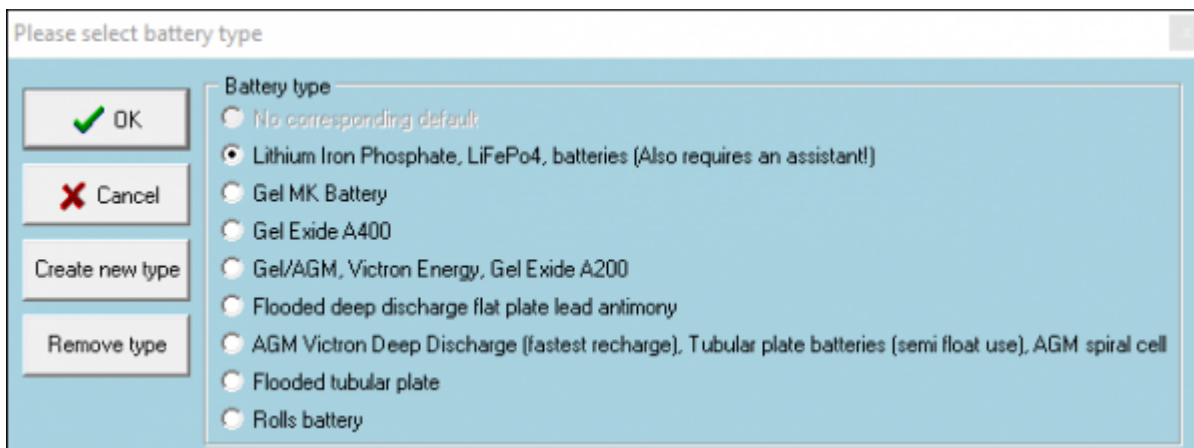 Please select battery type
OK
Cancel
Create new type
Remove type
Battery type
No corresponding default
Lithium Iron Phosphate, LiFePo4, batteries (Also requires an assistant!)
Gel MK Battery
Gel Exide A400
Gel/AGM, Victron Energy, Gel Exide A200
Flooded deep discharge flat plate lead antimony
AGM Victron Deep Discharge (fastest recharge), Tubular plate batteries (semi float use), AGM spiral cell
Flooded tubular plate
Rolls battery